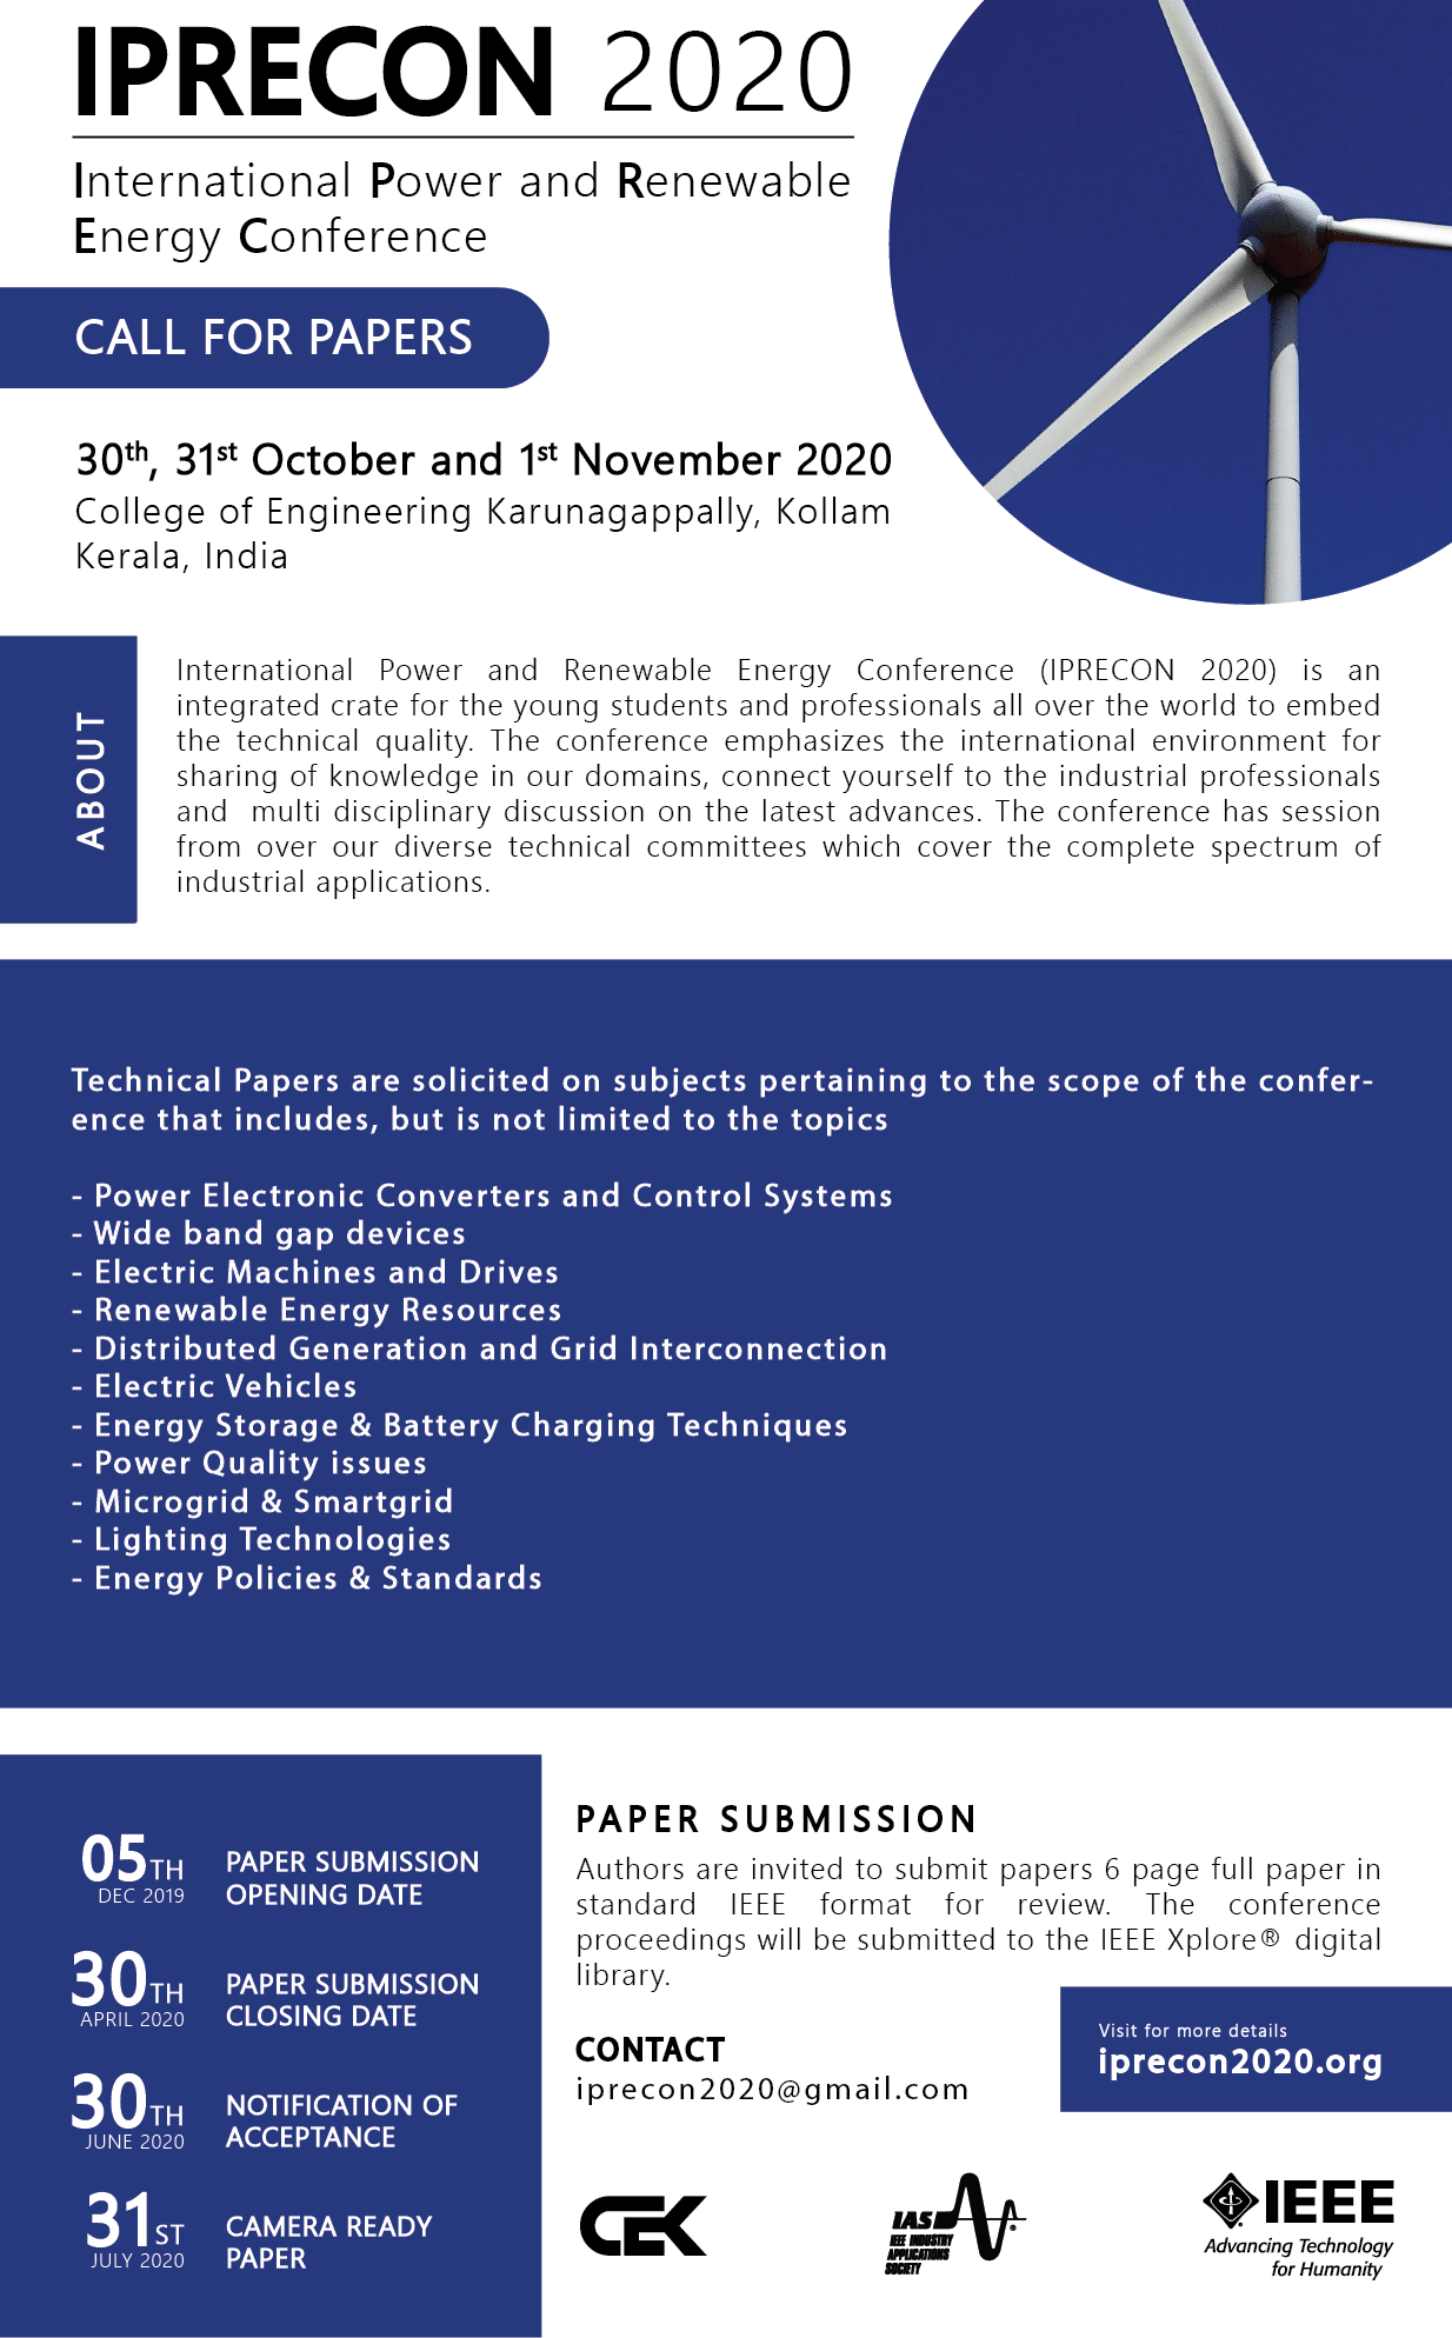 IPRECON 2020
International Power and Renewable
Energy Conference
CALL FOR PAPERS
30th, 31st October and 1st November 2020
College of Engineering Karunagappally, Kollam
Kerala, India
ABOUT
International Power and Renewable Energy Conference (IPRECON 2020) is an
integrated crate for the young students and professionals all over the world to embed
the technical quality. The conference emphasizes the international environment for
sharing of knowledge in our domains, connect yourself to the industrial professionals
and multi disciplinary discussion on the latest advances. The conference has session
from over our diverse technical committees which cover the complete spectrum of
industrial applications.
Technical Papers are solicited on subjects pertaining to the scope of the confer-
ence that includes, but is not limited to the topics
- Power Electronic Converters and Control Systems
- Wide band gap devices
- Electric Machines and Drives
- Renewable Energy Resources
- Distributed Generation and Grid Interconnection
- Electric Vehicles
- Energy Storage & Battery Charging Techniques
- Power Quality issues
- Microgrid & Smartgrid
- Lighting Technologies
- Energy Policies & Standards
05TH
DEC 2019
PAPER SUBMISSION
OPENING DATE
30TH
APRIL 2020
PAPER SUBMISSION
CLOSING DATE
30TH
JUNE 2020
NOTIFICATION OF
ACCEPTANCE
31ST
JULY 2020
CAMERA READY
PAPER
PAPER SUBMISSION
Authors are invited to submit papers 6 page full paper in
standard IEEE format for review. The conference
proceedings will be submitted to the IEEE Xplore® digital
library.
CONTACT
iprecon2020@gmail.com
Visit for more details
iprecon2020.org
CEK
IAS
IEEE INDUSTRY
APPLICATIONS
SOCIETY
IEEE
Advancing Technology
for Humanity